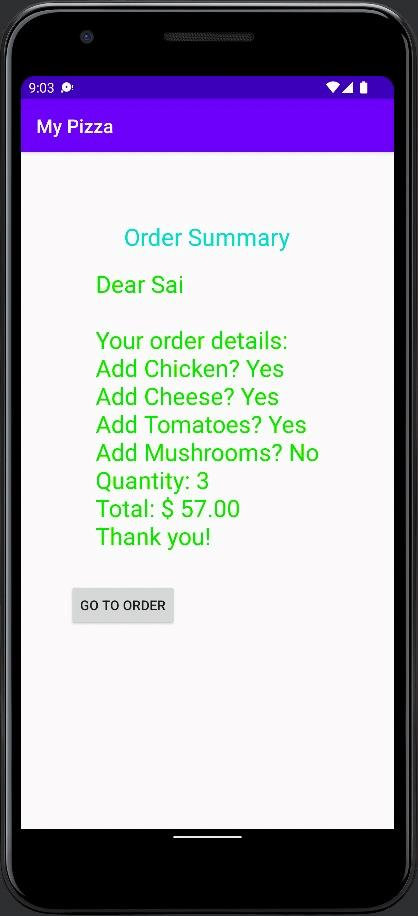 9:03
My Pizza
Order Summary
Dear Sai
Your order details:
Add Chicken? Yes
Add Cheese? Yes
Add Tomatoes? Yes
Add Mushrooms? No
Quantity: 3
Total: $ 57.00
Thank you!
GO TO ORDER